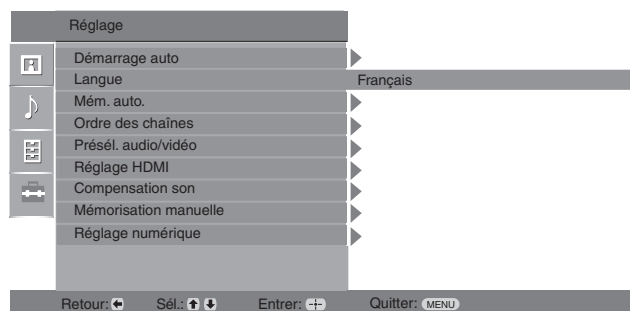 Réglage
Démarrage auto
Langue Français
Mém. auto.
Ordre des chaînes
Présél. audio/vidéo
Réglage HDMI
Compensation son
Mémorisation manuelle
Réglage numérique
Retour: Sél.: Entrer: Quitter: MENU